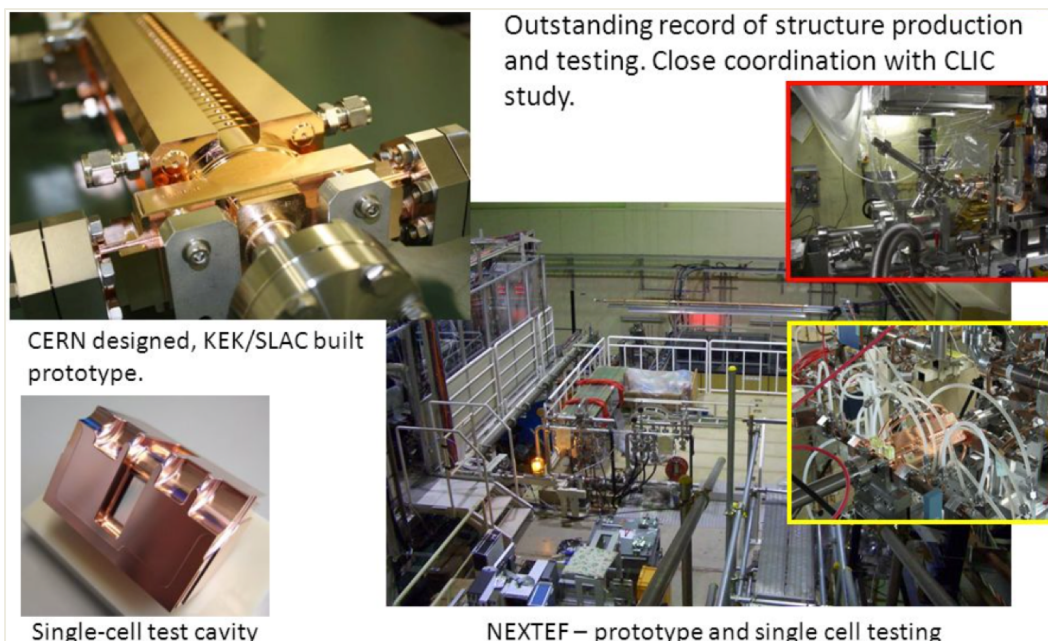 Outstanding record of structure production
and testing. Close coordination with CLIC
study.
CERN designed, KEK/SLAC built
prototype.
Single-cell test cavity
NEXTEF – prototype and single cell testing